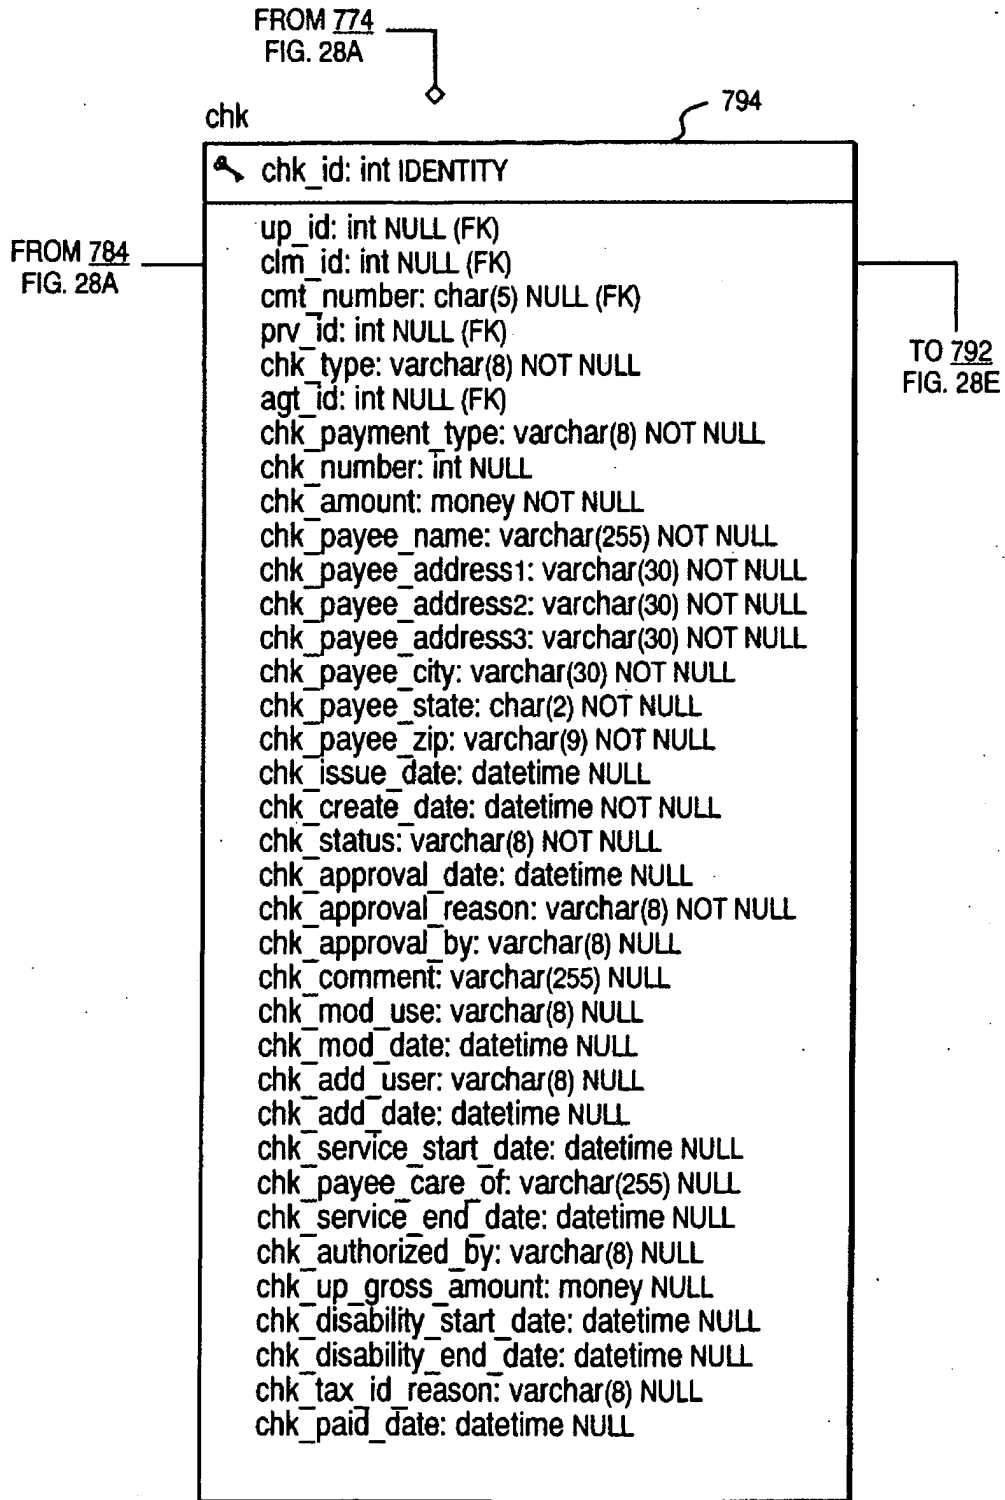 FROM 774
FIG. 28A
chk
794
chk_id: int IDENTITY
FROM 784
FIG. 28A
up_id: int NULL (FK)
clm_id: int NULL (FK)
cmt_number: char(5) NULL (FK)
prv_id: int NULL (FK)
chk_type: varchar(8) NOT NULL
agt_id: int NULL (FK)
chk_payment_type: varchar(8) NOT NULL
chk_number: int NULL
chk_amount: money NOT NULL
chk_payee_name: varchar(255) NOT NULL
chk_payee_address1: varchar(30) NOT NULL
chk_payee_address2: varchar(30) NOT NULL
chk_payee_address3: varchar(30) NOT NULL
chk_payee_city: varchar(30) NOT NULL
chk_payee_state: char(2) NOT NULL
chk_payee_zip: varchar(9) NOT NULL
chk_issue_date: datetime NULL
chk_create_date: datetime NOT NULL
chk_status: varchar(8) NOT NULL
chk_approval_date: datetime NULL
chk_approval_reason: varchar(8) NOT NULL
chk_approval_by: varchar(8) NULL
chk_comment: varchar(255) NULL
chk_mod_use: varchar(8) NULL
chk_mod_date: datetime NULL
chk_add_user: varchar(8) NULL
chk_add_date: datetime NULL
chk_service_start_date: datetime NULL
chk_payee_care_of: varchar(255) NULL
chk_service_end_date: datetime NULL
chk_authorized_by: varchar(8) NULL
chk_up_gross_amount: money NULL
chk_disability_start_date: datetime NULL
chk_disability_end_date: datetime NULL
chk_tax_id_reason: varchar(8) NULL
chk_paid_date: datetime NULL
TO 792
FIG. 28E